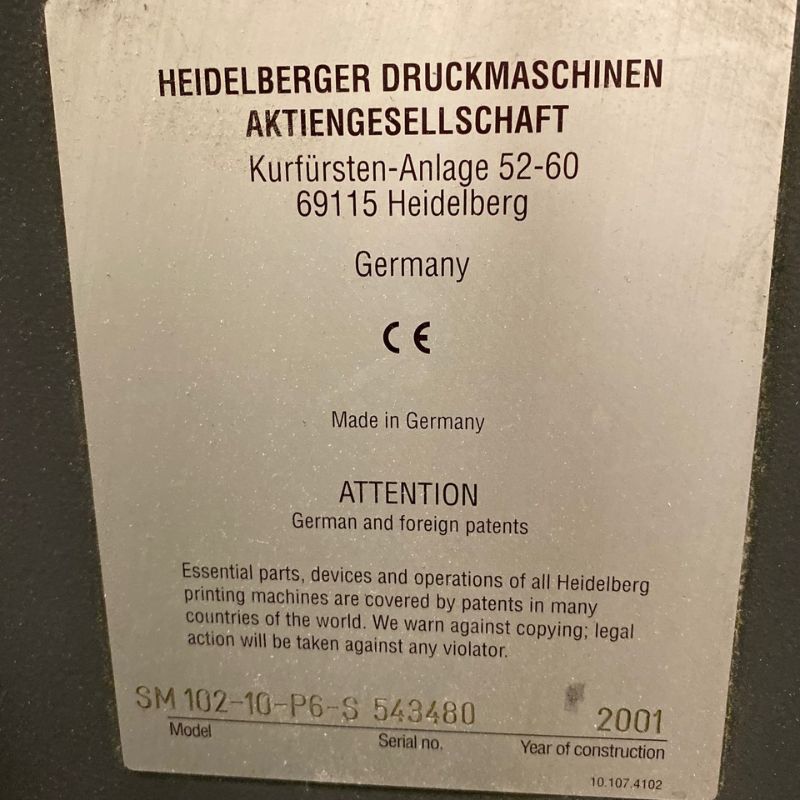 HEIDELBERGER DRUCKMASCHINEN
AKTIENGESELLSCHAFT
Kurfürsten-Anlage 52-60
69115 Heidelberg
Germany
CE
Made in Germany
ATTENTION
German and foreign patents
Essential parts, devices and operations of all Heidelberg
printing machines are covered by patents in many
countries of the world. We warn against copying; legal
action will be taken against any violator.
SM 102-10-P6-S 543480 2001
Model Serial no. Year of construction
10.107.4102